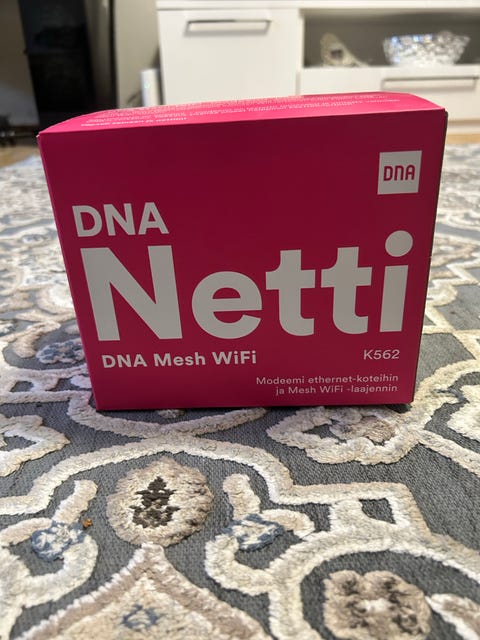 DNA
DNA
Netti
DNA Mesh WiFi
K562
Modeemi ethernet-koteihin
ja Mesh WiFi -laajennin